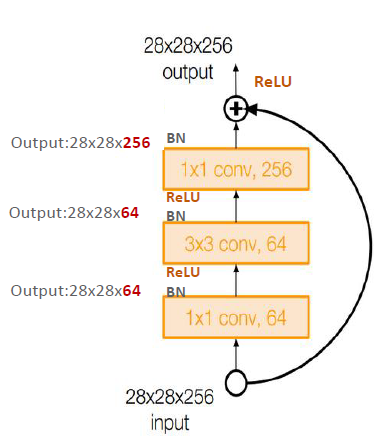 28x28x256
output
ReLU
+
Output:28x28x256
BN
1x1 conv, 256
ReLU
Output:28x28x64
BN
3x3 conv, 64
ReLU
Output:28x28x64
BN
1x1 conv, 64
28x28x256
input